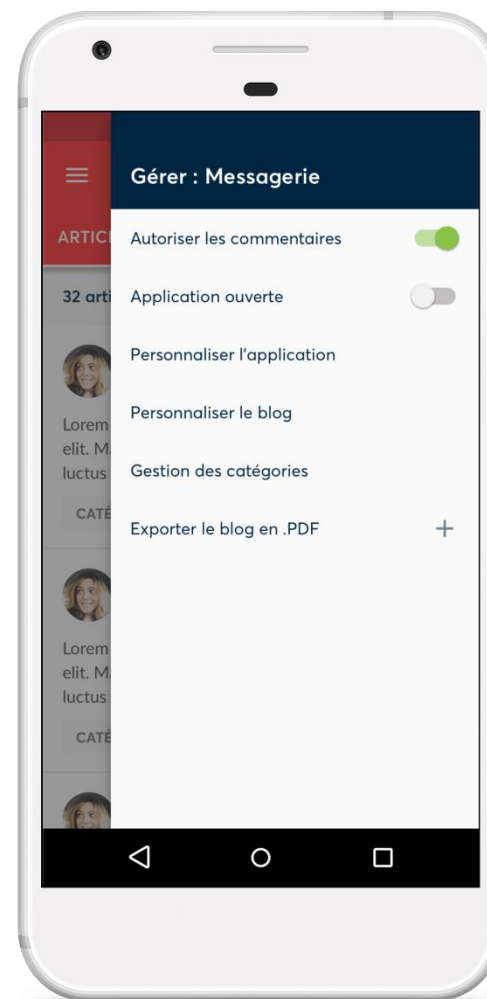 Gérer : Messagerie
ARTICL
Autoriser les commentaires
32 arti
Application ouverte
Personnaliser l'application
Lorem
Personnaliser le blog
elit. M
luctus
Gestion des catégories
CATÉ
Exporter le blog en .PDF
Lorem
elit. M
luctus
CATÉ